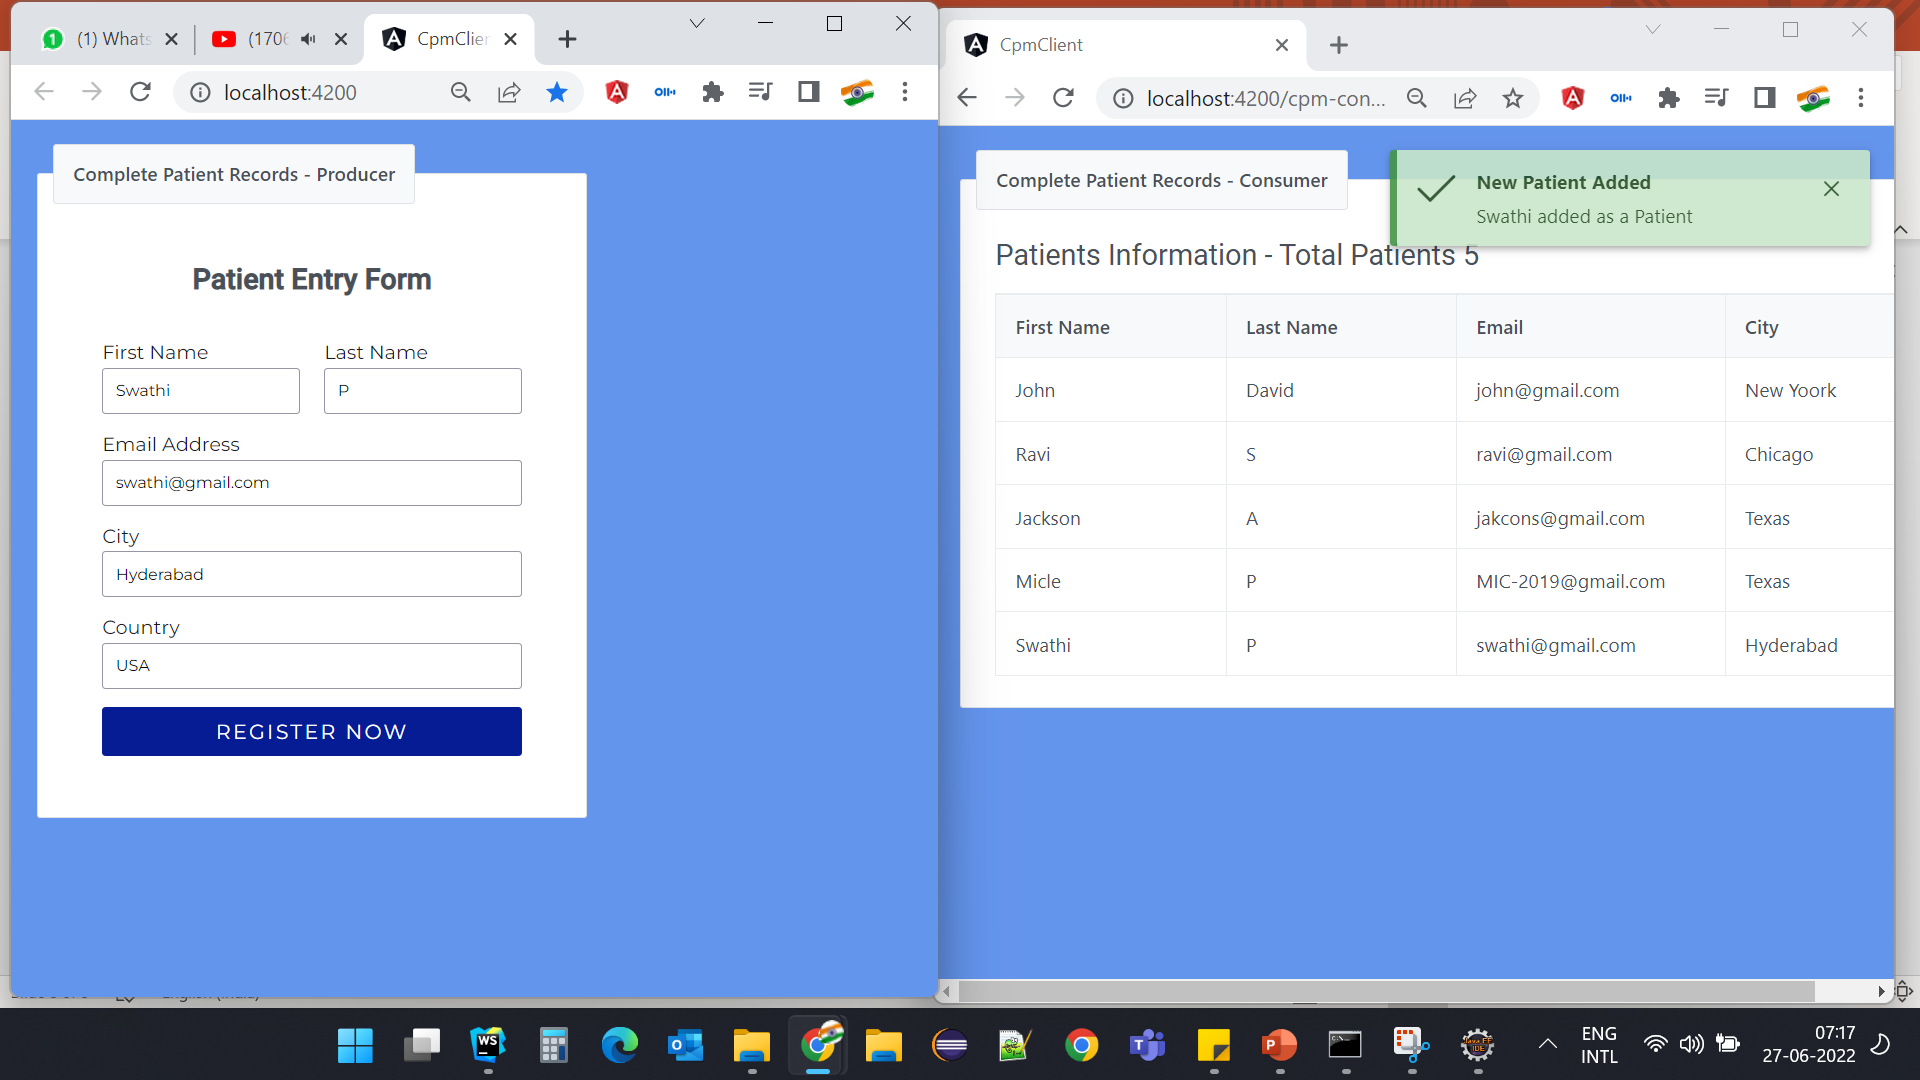 (1) Whats
(170
CpmClier
localhost:4200
Complete Patient Records - Producer
Patient Entry Form
First Name
Last Name
Swathi
P
Email Address
swathi@gmail.com
City
Hyderabad
Country
USA
REGISTER NOW
CpmClient
localhost:4200/cpm-con...
Complete Patient Records - Consumer
New Patient Added
Swathi added as a Patient
Patients Information - Total Patients 5
First Name Last Name Email City
John David john@gmail.com New Yoork
Ravi S ravi@gmail.com Chicago
Jackson A jakcons@gmail.com Texas
Micle P MIC-2019@gmail.com Texas
Swathi P swathi@gmail.com Hyderabad
ENG
INTL
07:17
27-06-2022